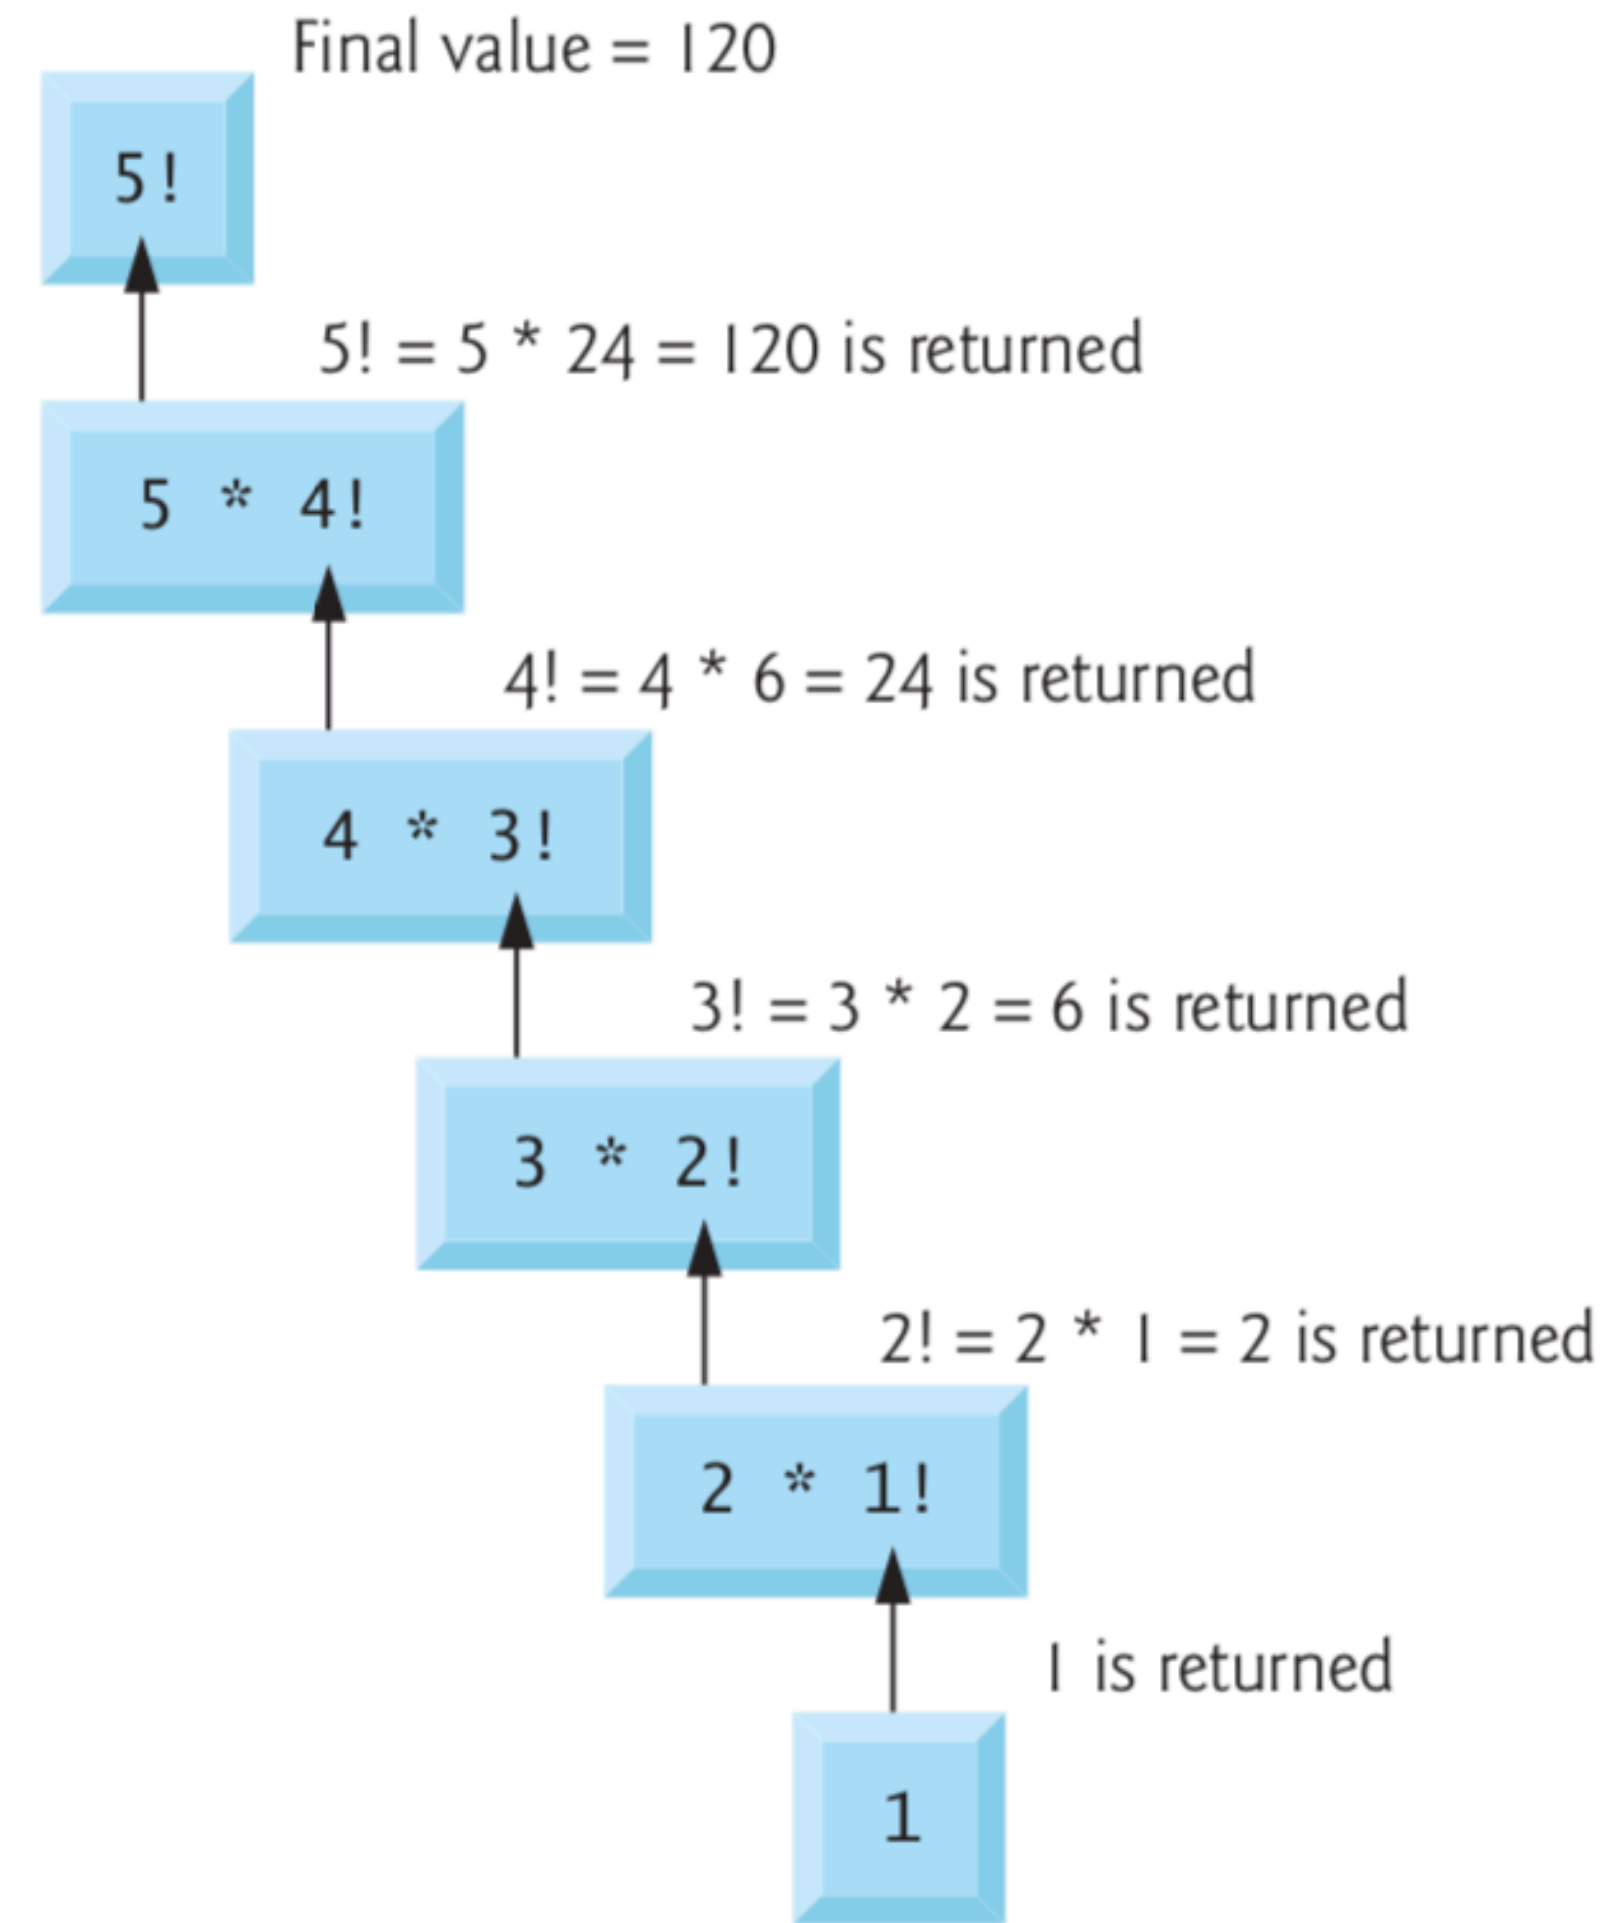 Final value = 120
5!
5! = 5 * 24 = 120 is returned
5 * 4!
4! = 4 * 6 = 24 is returned
4 * 3!
3! = 3 * 2 = 6 is returned
3 * 2!
2! = 2 * 1 = 2 is returned
2 * 1!
1 is returned
1